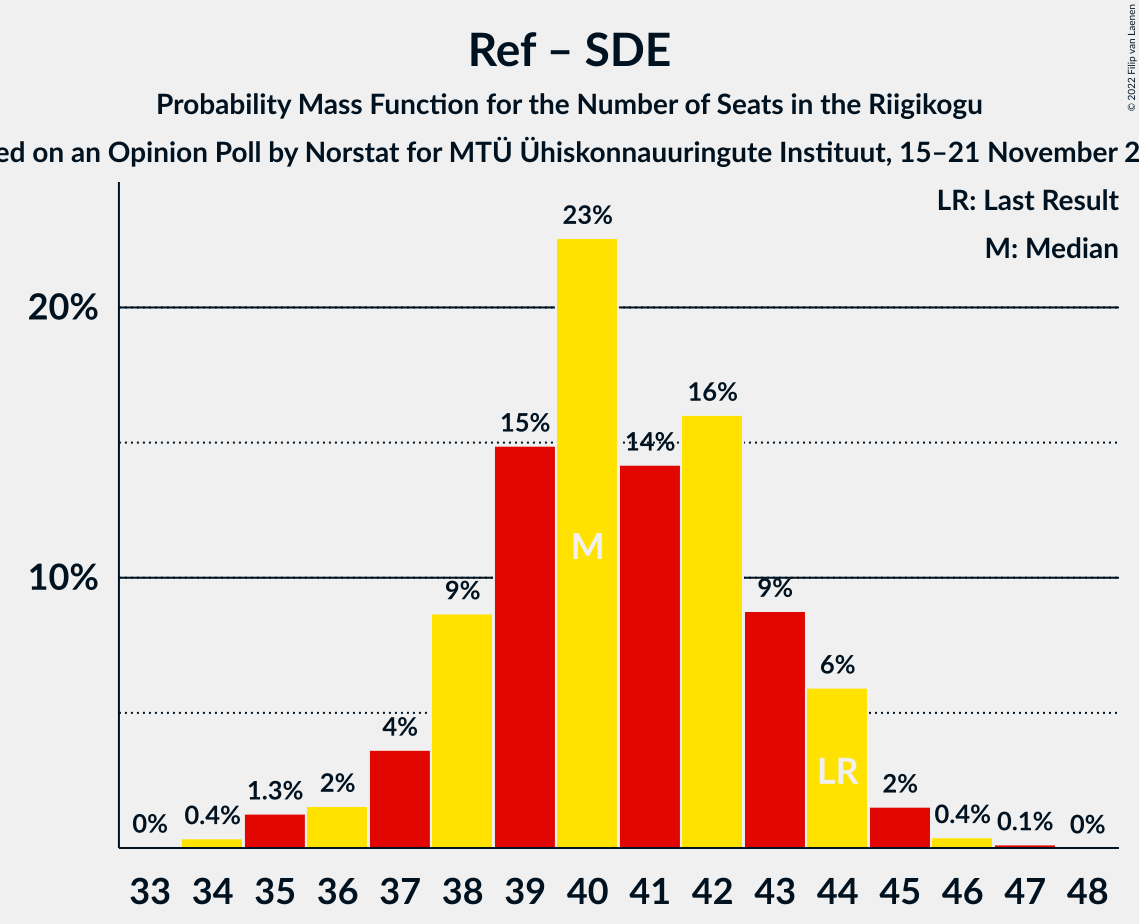 Ref – SDE
Probability Mass Function for the Number of Seats in the Riigikogu
ed on an Opinion Poll by Norstat for MTÜ Ühiskonnauuringute Instituut, 15–21 November 2
© 2022 Filip van Laenen
LR: Last Result
M: Median
20%
10%
0% 0.4% 1.3% 2% 4% 9% 15% 23% 14% 16% 9% 6% 2% 0.4% 0.1% 0%
M
LR
33 34 35 36 37 38 39 40 41 42 43 44 45 46 47 48